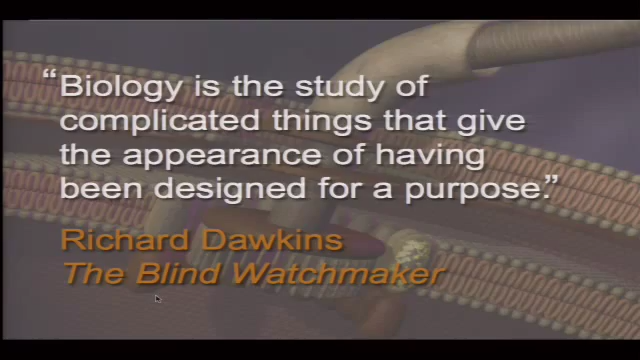 “Biology is the study of
complicated things that give
the appearance of having
been designed for a purpose.”
Richard Dawkins
The Blind Watchmaker